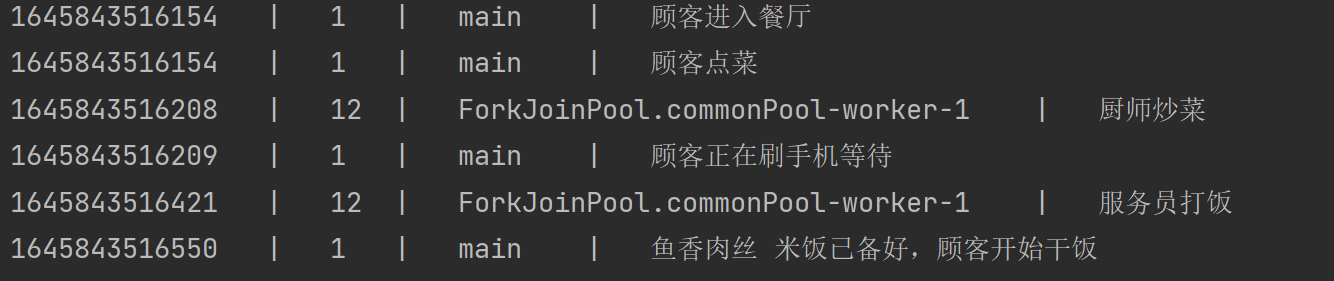 1645843516154 | 1 | main | 顾客进入餐厅
1645843516154 | 1 | main | 顾客点菜
1645843516208 | 12 | ForkJoinPool.commonPool-worker-1 | 厨师炒菜
1645843516209 | 1 | main | 顾客正在刷手机等待
1645843516421 | 12 | ForkJoinPool.commonPool-worker-1 | 服务员打饭
1645843516550 | 1 | main | 鱼香肉丝 米饭已备好，顾客开始干饭